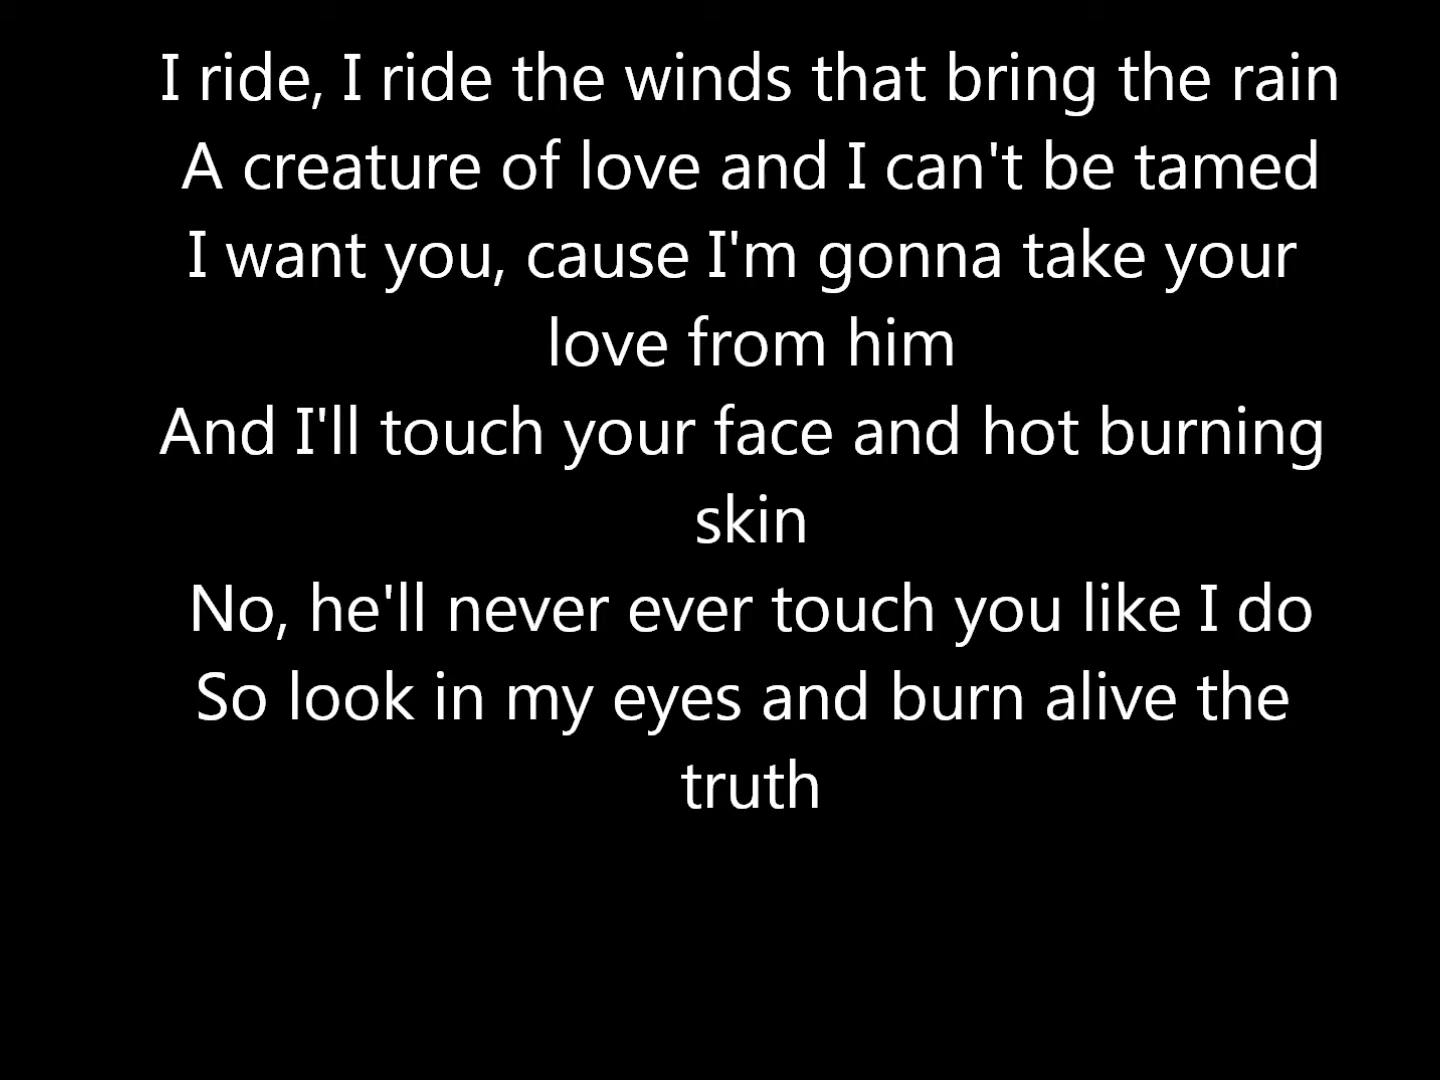 I ride, I ride the winds that bring the rain
A creature of love and I can't be tamed
I want you, cause I'm gonna take your
love from him
And I'll touch your face and hot burning
skin
No, he'll never ever touch you like I do
So look in my eyes and burn alive the
truth